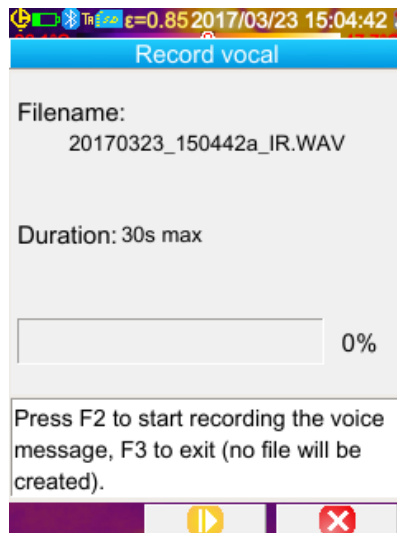 ε=0.85 2017/03/23 15:04:42
Record vocal
Filename:
20170323_150442a_IR.WAV
Duration: 30s max
0%
Press F2 to start recording the voice
message, F3 to exit (no file will be
created).